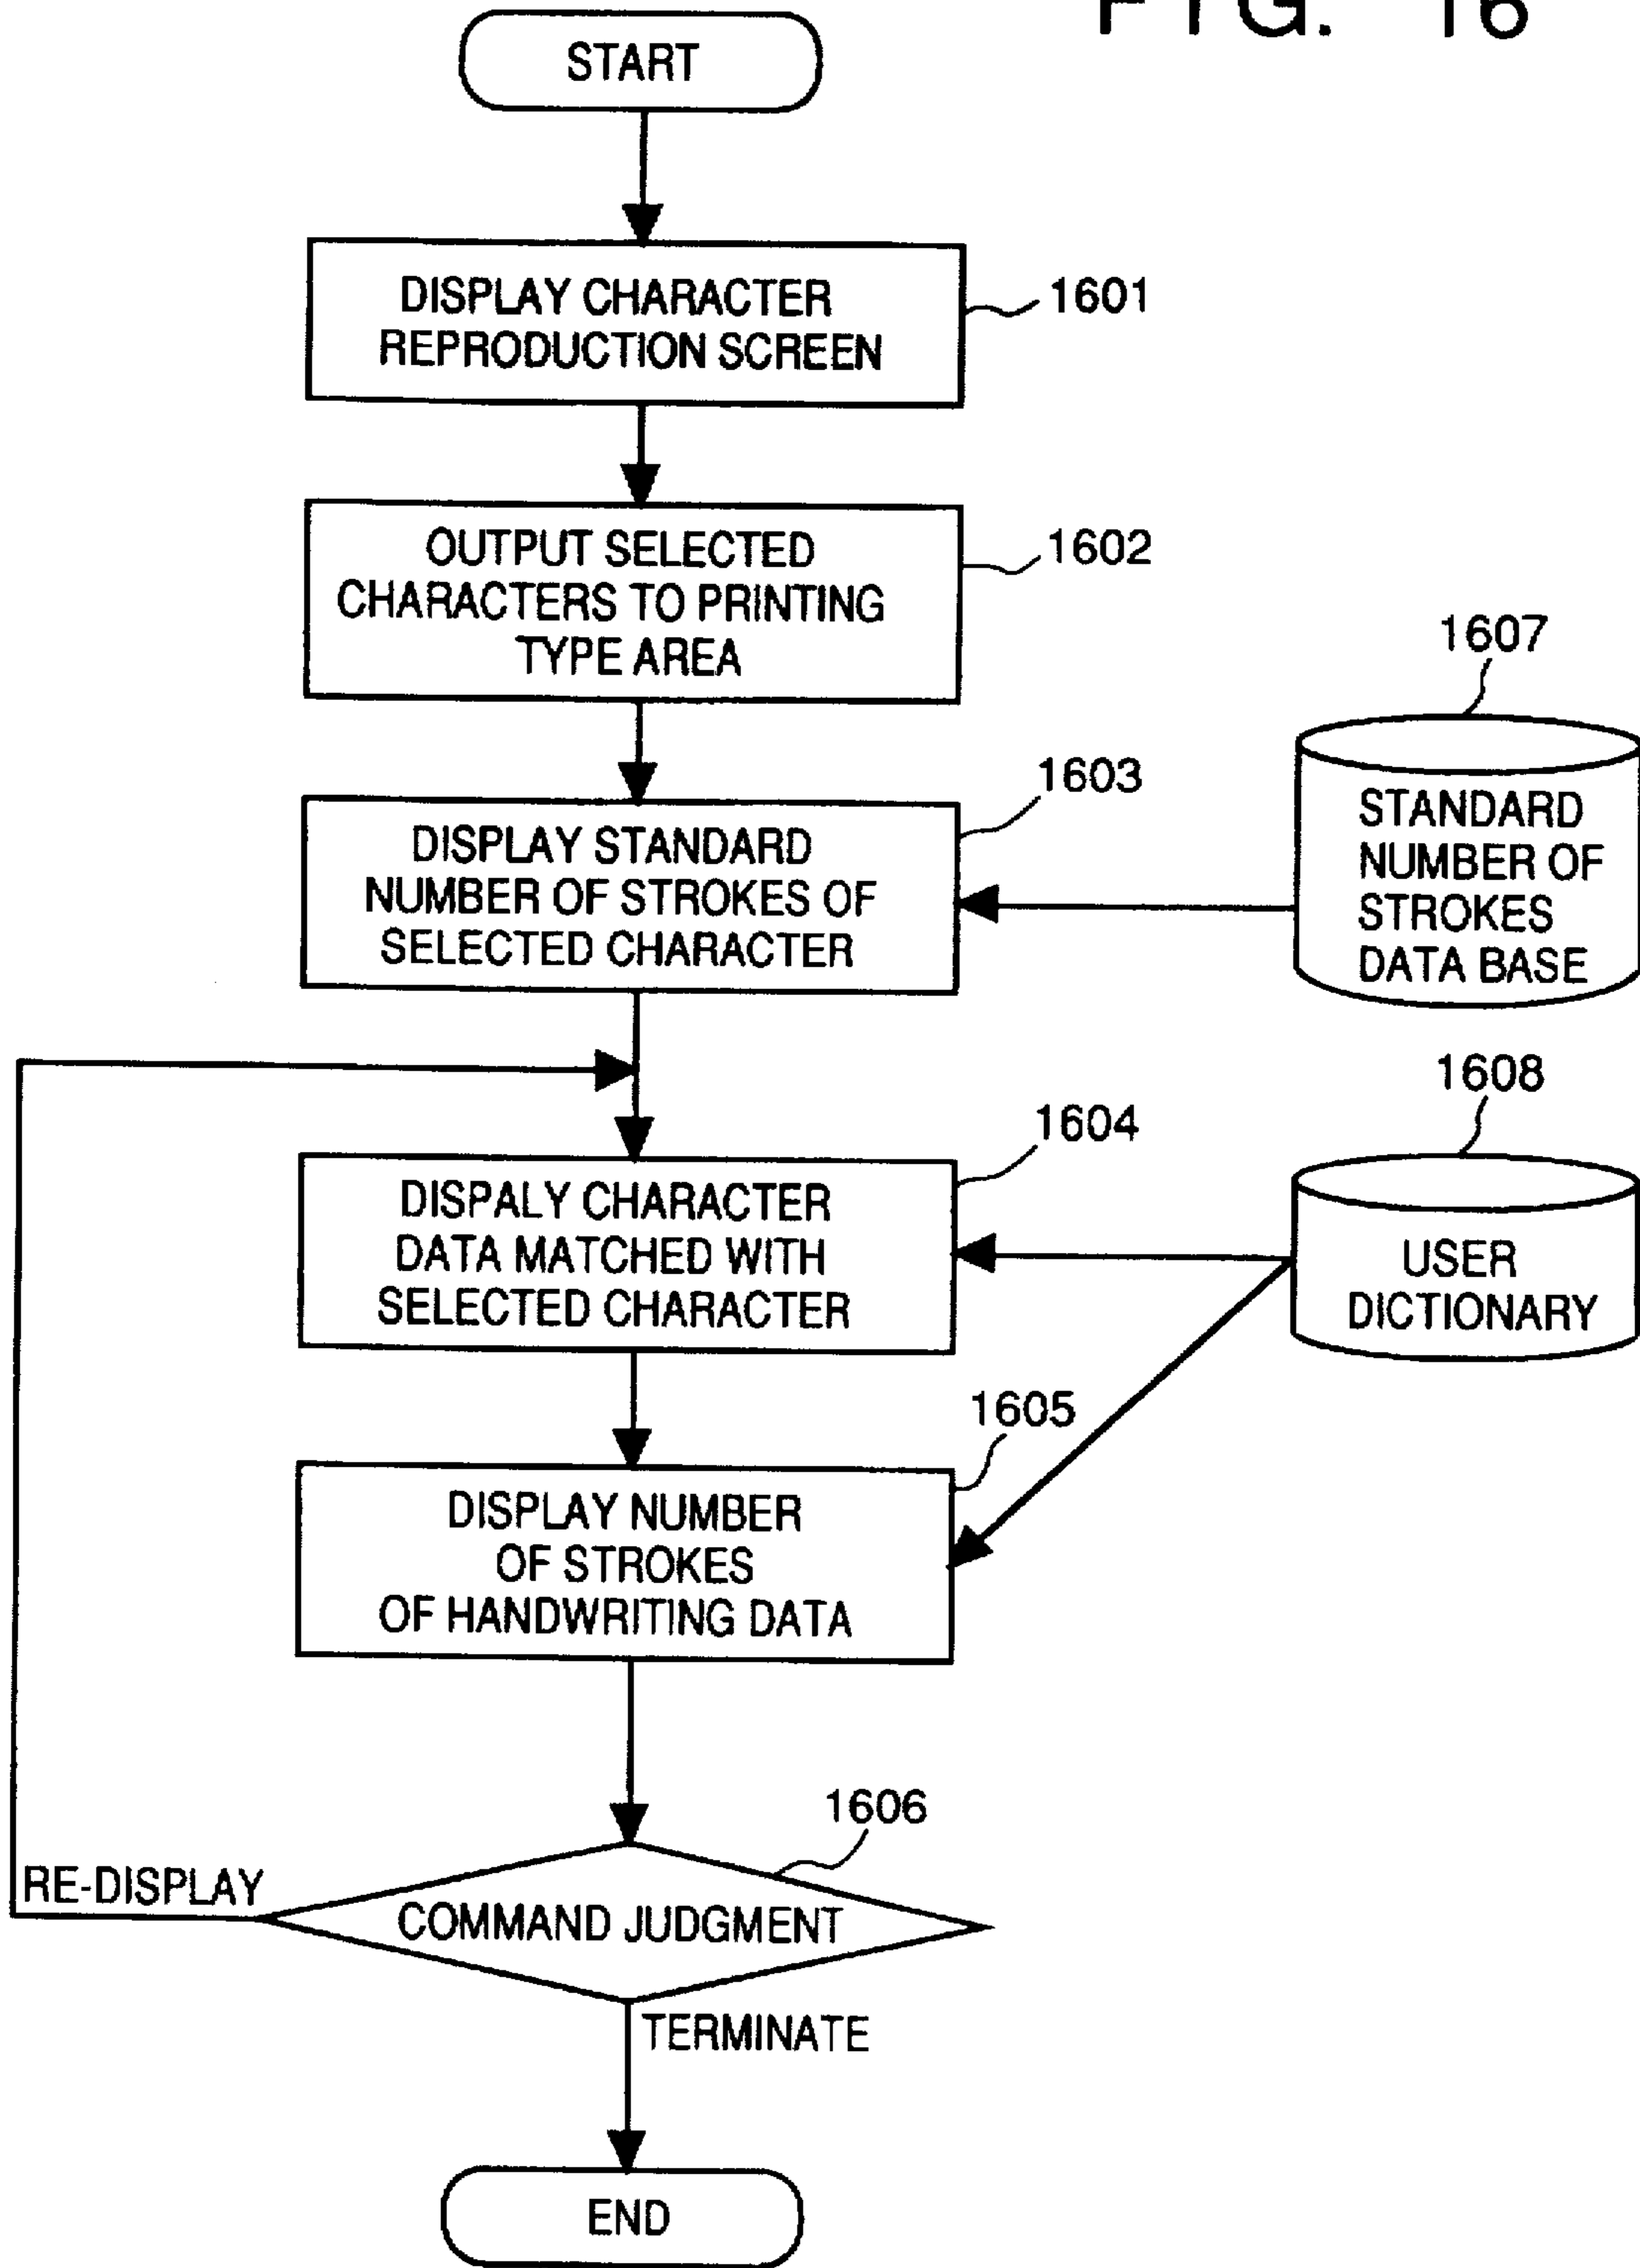 FIG. 16
START
DISPLAY CHARACTER
REPRODUCTION SCREEN
1601
OUTPUT SELECTED
CHARACTERS TO PRINTING
TYPE AREA
1602
1607
STANDARD
NUMBER OF
STROKES
DATA BASE
1603
DISPLAY STANDARD
NUMBER OF STROKES OF
SELECTED CHARACTER
1608
USER
DICTIONARY
1604
DISPALY CHARACTER
DATA MATCHED WITH
SELECTED CHARACTER
1605
DISPLAY NUMBER
OF STROKES
OF HANDWRITING DATA
1606
RE-DISPLAY
COMMAND JUDGMENT
TERMINATE
END